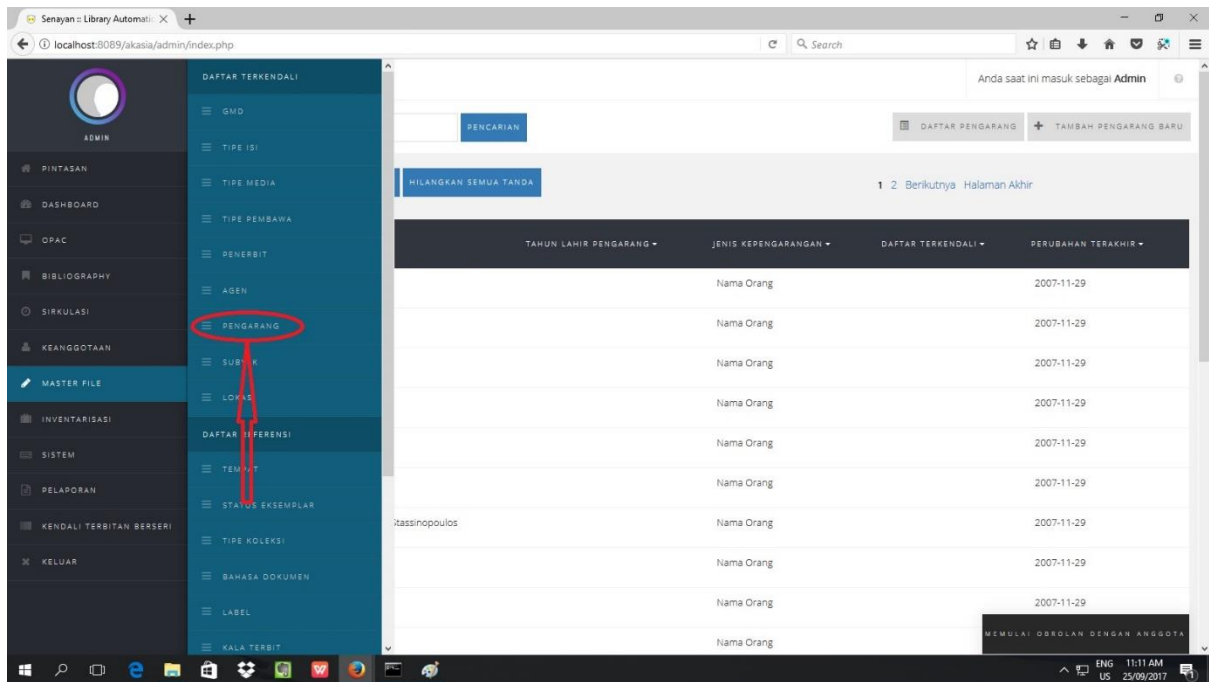 Senayan :: Library Automatic
localhost:8089/akasia/admin/index.php
Search
ADMIN
PINTASAN
DASHBOARD
OPAC
BIBLIOGRAPHY
SIRKULASI
KEANGGOTAAN
MASTER FILE
INVENTARISASI
SISTEM
PELAPORAN
KENDALI TERBITAN BERSERI
KELUAR
DAFTAR TERKENDALI
GMD
TIPE ISI
TIPE MEDIA
TIPE PEMBAWA
PENERBIT
AGEN
PENGARANG
DAFTAR REFERENSI
STATUS EKSEMPLAR
TIPE KOLEKSI
BAHASA DOKUMEN
LABEL
KALA TERBIT
Anda saat ini masuk sebagai Admin
PENCARIAN
DAFTAR PENGARANG
TAMBAH PENGARANG BARU
HILANGKAN SEMUA TANDA
1 2 Berikutnya Halaman Akhir
TAHUN LAHIR PENGARANG JENIS KEPENGARANGAN DAFTAR TERKENDALI PERUBAHAN TERAKHIR
Nama Orang 2007-11-29
Nama Orang 2007-11-29
Nama Orang 2007-11-29
Nama Orang 2007-11-29
Nama Orang 2007-11-29
Nama Orang 2007-11-29
Stassinopoulos Nama Orang 2007-11-29
Nama Orang 2007-11-29
Nama Orang 2007-11-29
Nama Orang
MEMULAI OBROLAN DENGAN ANGGOTA
ENG 11:11 AM
US 25/09/2017